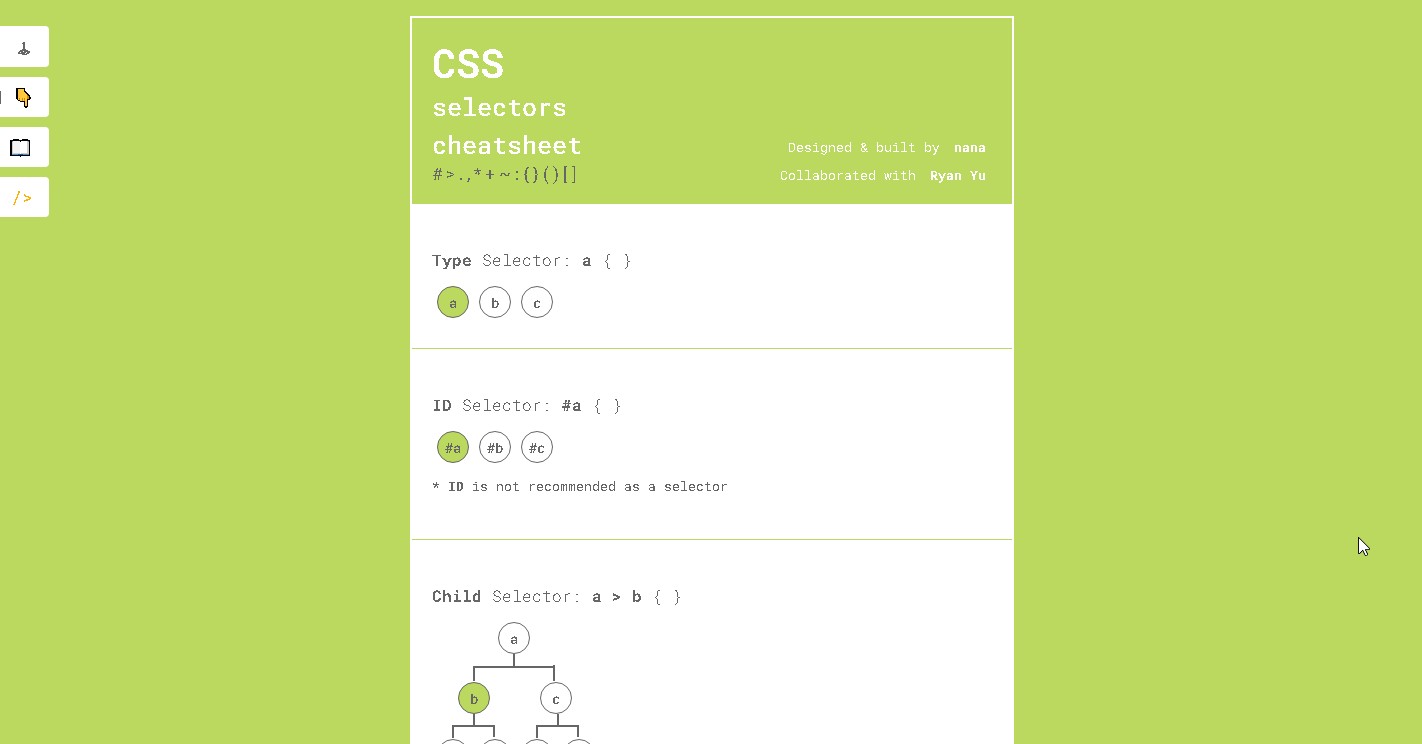 CSS
selectors
cheatsheet
#>.,*+~:{}()[]
Designed & built by nana
Collaborated with Ryan Yu
/>
Type Selector: a { }
a b c
ID Selector: #a { }
#a #b #c
* ID is not recommended as a selector
Child Selector: a > b { }
a
b c